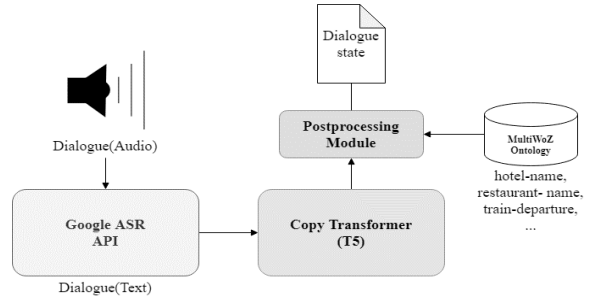 Dialogue
state
Dialogue(Audio)
Postprocessing
Module
MultiWoZ
Ontology
hotel-name,
restaurant- name,
train-departure,
...
Google ASR
API
Copy Transformer
(T5)
Dialogue(Text)